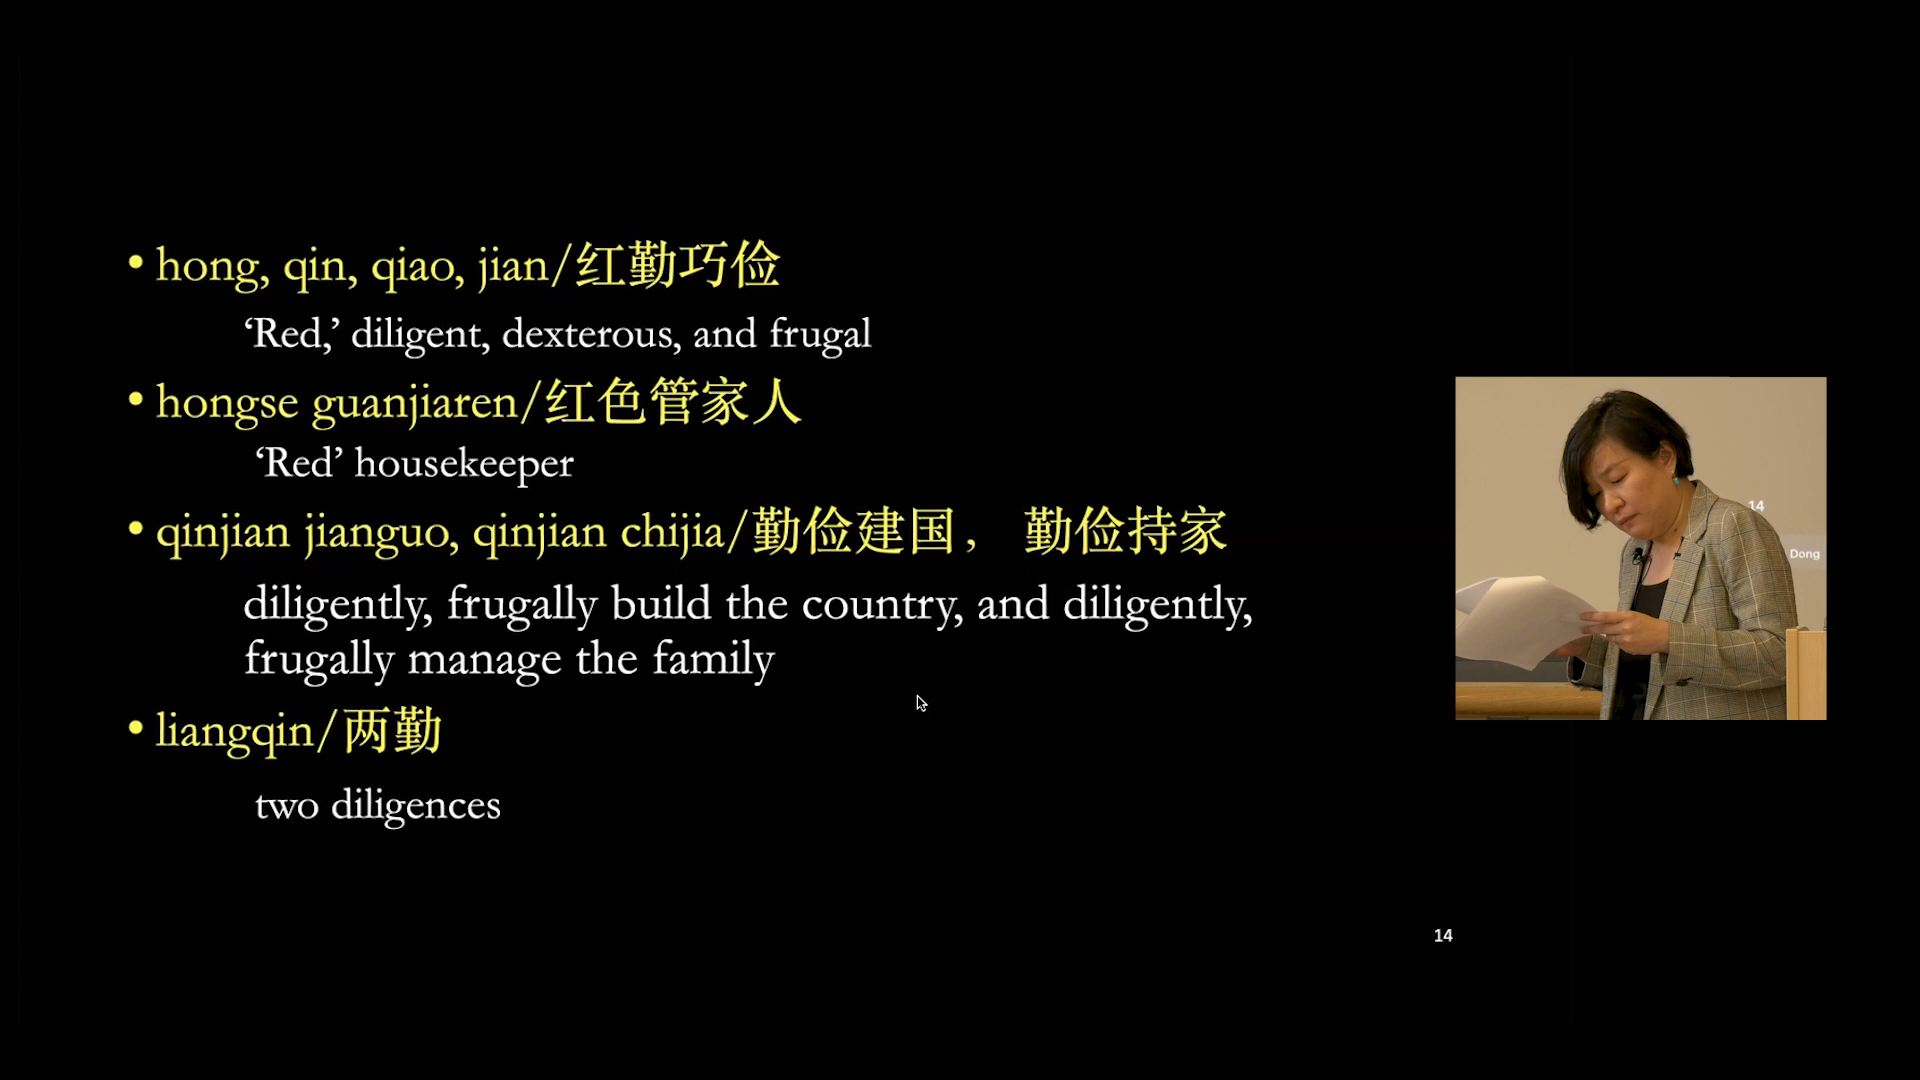 • hong, qin, qiao, jian/红勤巧俭
‘Red,’ diligent, dexterous, and frugal
• hongse guanjiaren/红色管家人
‘Red’ housekeeper
• qinjian jianguo, qinjian chijia/勤俭建国， 勤俭持家
diligently, frugally build the country, and diligently,
frugally manage the family
• liangqin/两勤
two diligences
14
14
Dong